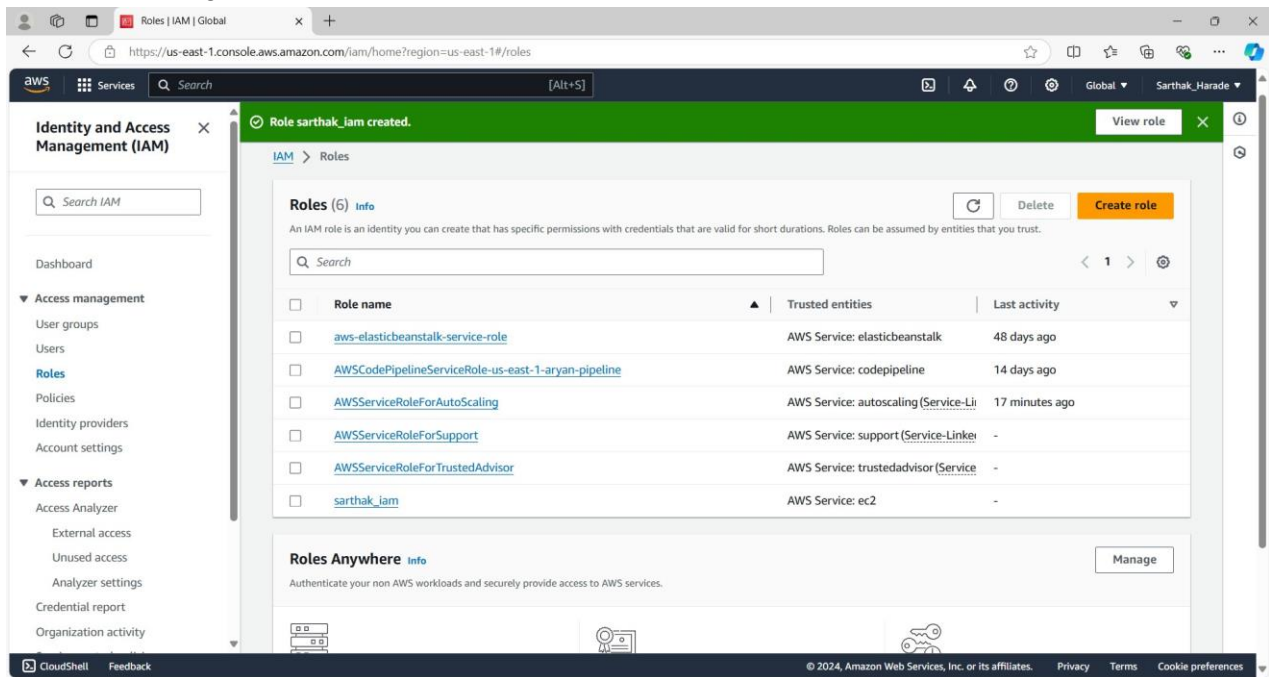 Roles | IAM | Global
https://us-east-1.console.aws.amazon.com/iam/home?region=us-east-1#/roles
aws Services Search [Alt+S] Global Sarthak_Harade
Identity and Access Management (IAM)
Search IAM
Dashboard
Access management
User groups
Users
Roles
Policies
Identity providers
Account settings
Access reports
Access Analyzer
External access
Unused access
Analyzer settings
Credential report
Organization activity
Role sarthak_iam created. View role
IAM > Roles
Roles (6) Info Delete Create role
An IAM role is an identity you can create that has specific permissions with credentials that are valid for short durations. Roles can be assumed by entities that you trust.
Search 1
Role name Trusted entities Last activity
aws-elasticbeanstalk-service-role AWS Service: elasticbeanstalk 48 days ago
AWSCodePipelineServiceRole-us-east-1-aryan-pipeline AWS Service: codepipeline 14 days ago
AWSServiceRoleForAutoScaling AWS Service: autoscaling (Service-Li 17 minutes ago
AWSServiceRoleForSupport AWS Service: support (Service-Linke -
AWSServiceRoleForTrustedAdvisor AWS Service: trustedadvisor (Service -
sarthak_iam AWS Service: ec2 -
Roles Anywhere Info Manage
Authenticate your non AWS workloads and securely provide access to AWS services.
CloudShell Feedback © 2024, Amazon Web Services, Inc. or its affiliates. Privacy Terms Cookie preferences